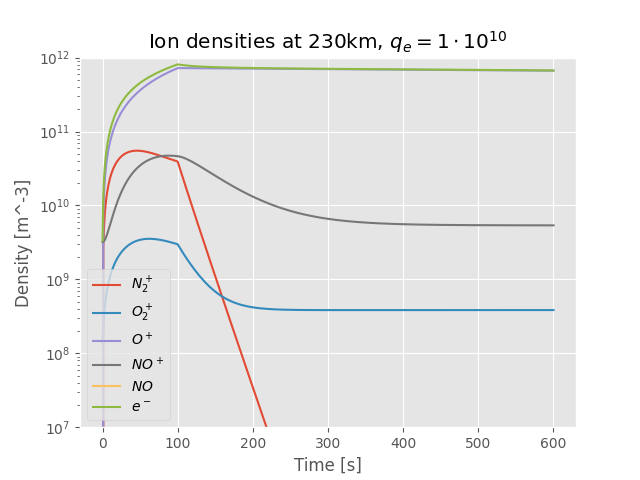 Ion densities at 230km, $q_e = 1 \cdot 10^{10}$
Density [m^-3]
$10^{12}$
$10^{11}$
$10^{10}$
$10^{9}$
$10^{8}$
$10^{7}$
$N_2^+$
$O_2^+$
$O^+$
$NO^+$
$NO$
$e^-$
0 100 200 300 400 500 600
Time [s]